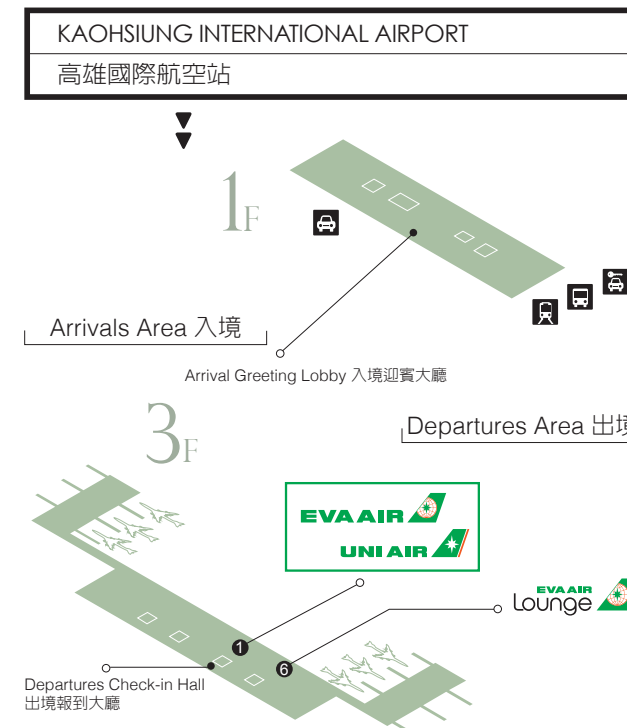 KAOHSIUNG INTERNATIONAL AIRPORT
高雄國際航空站
1F
Arrivals Area 入境
Arrival Greeting Lobby 入境迎賓大廳
3F
Departures Area 出境
EVA AIR
UNI AIR
EVA AIR
Lounge
1
6
Departures Check-in Hall
出境報到大廳